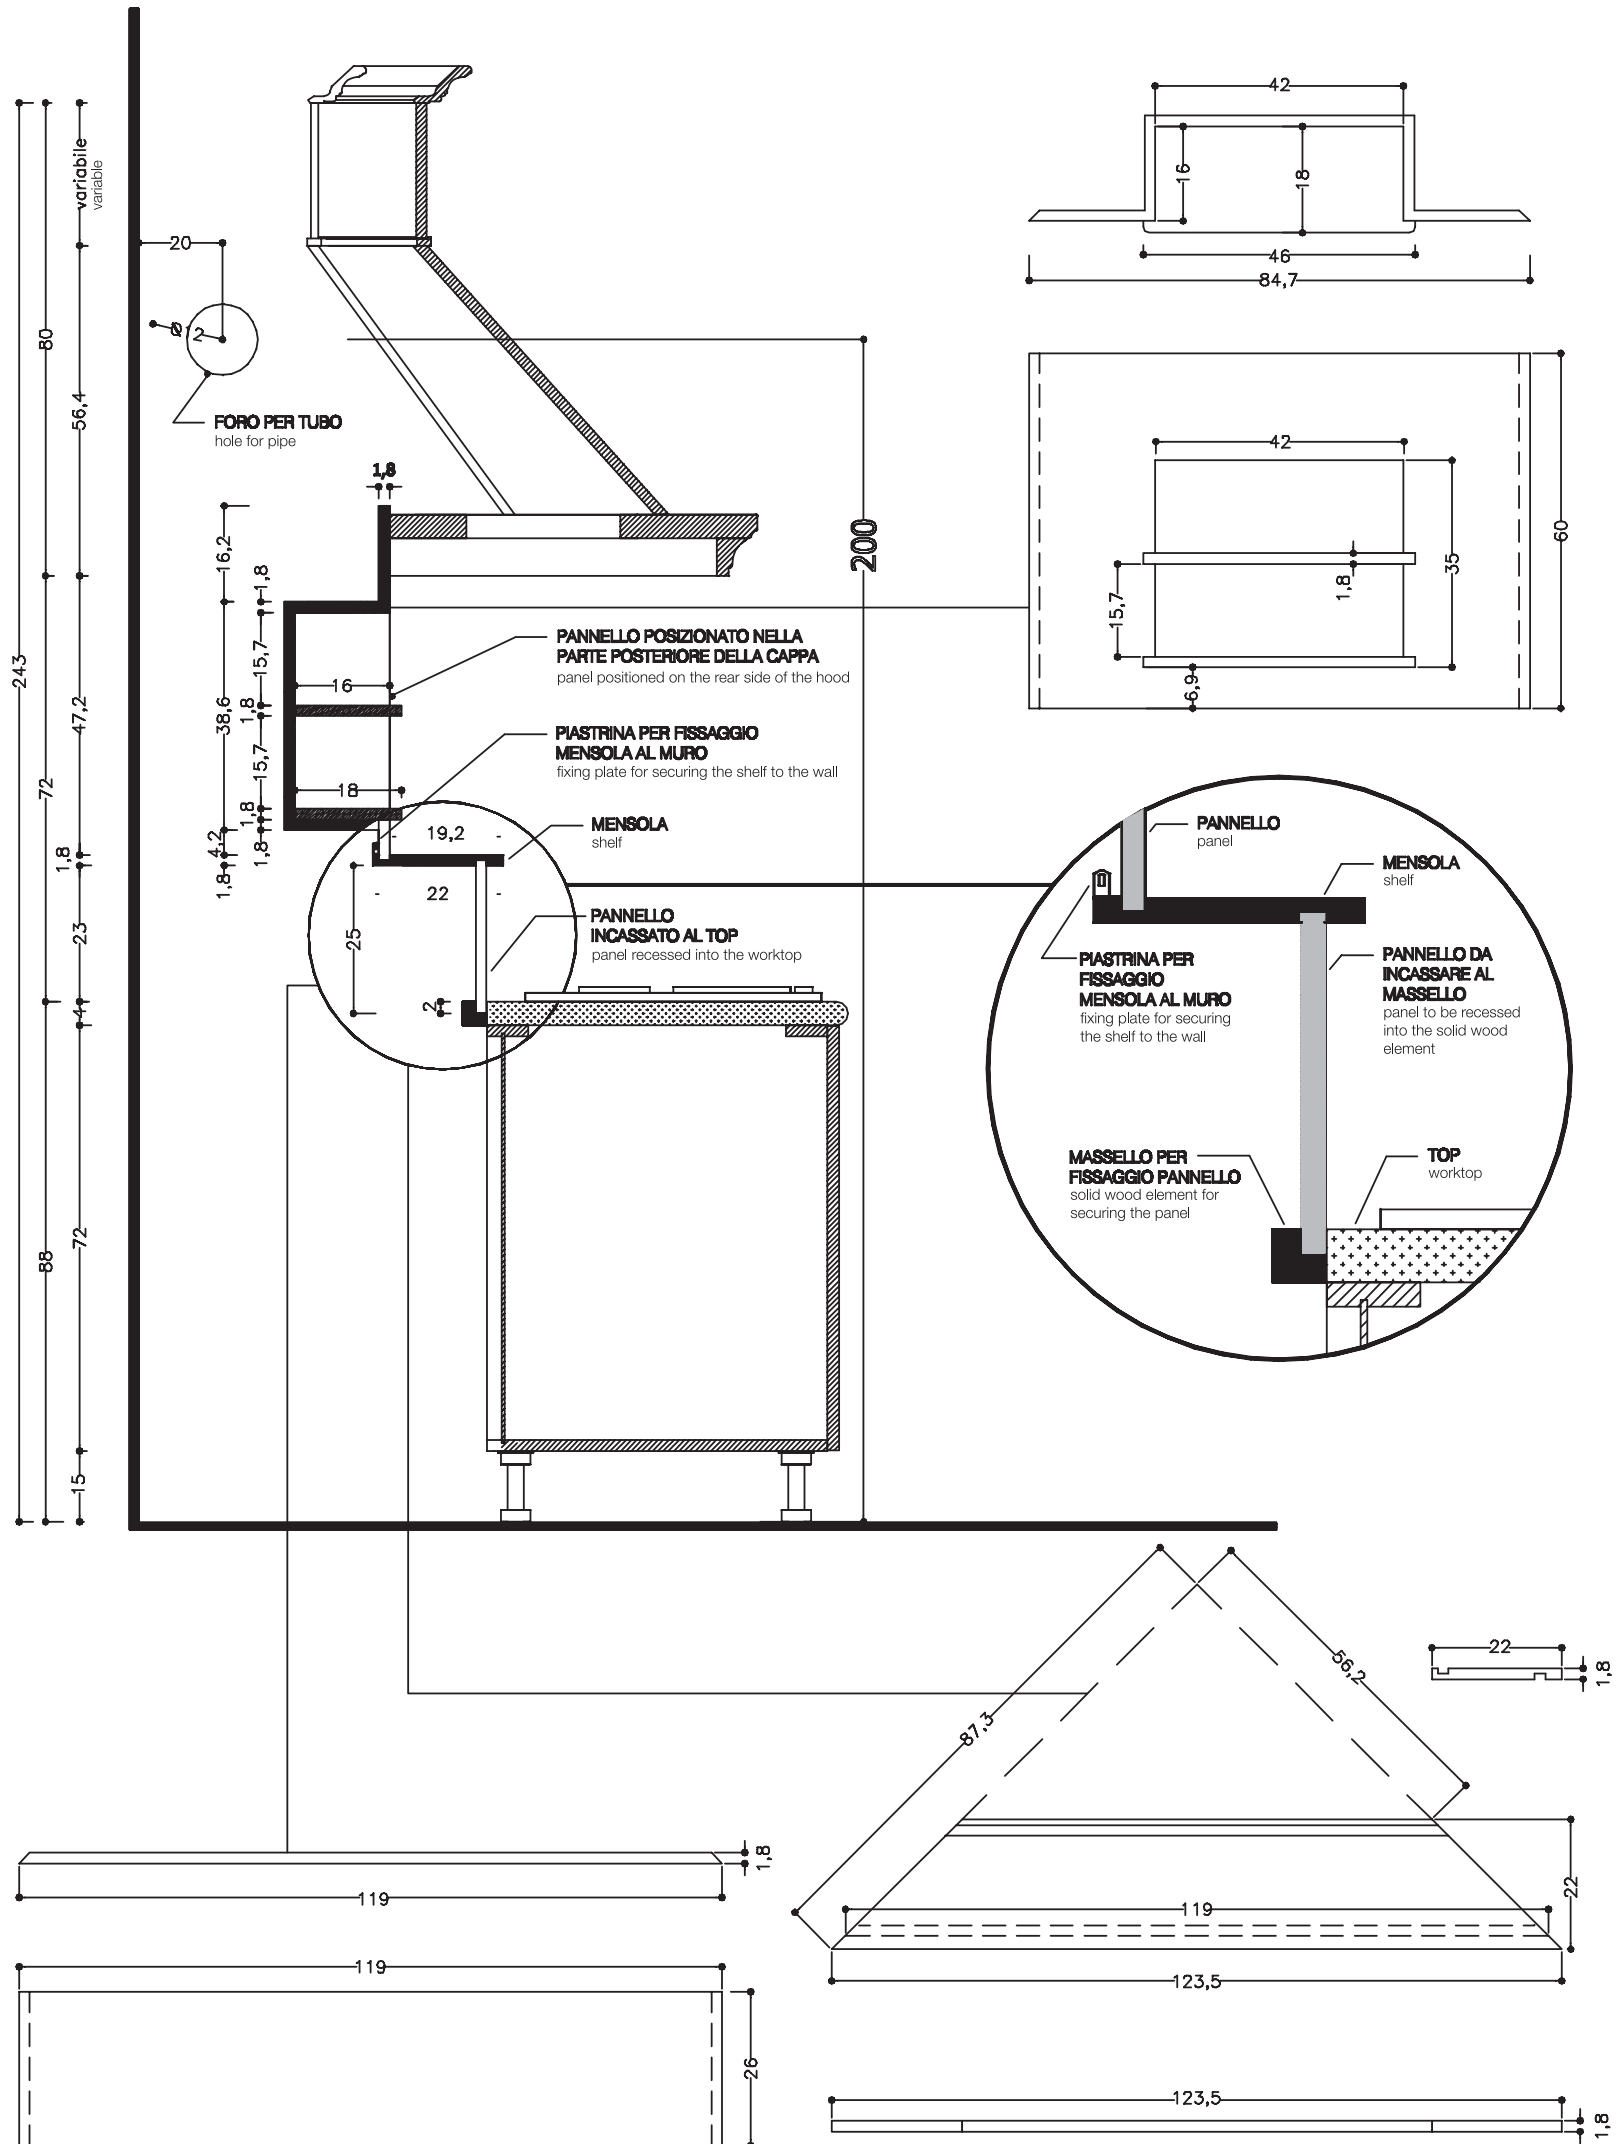 variabile
variable
243
80
72
88
56,4
47,2
1,8
23
4
72
15
20
Ø12
FORO PER TUBO
hole for pipe
1,8
16,2
1,8
38,6
15,7
1,8
15,7
1,8
4,2
1,8
1,8
16
18
19,2
22
25
2
200
PANNELLO POSIZIONATO NELLA
PARTE POSTERIORE DELLA CAPPA
panel positioned on the rear side of the hood
PIASTRINA PER FISSAGGIO
MENSOLA AL MURO
fixing plate for securing the shelf to the wall
MENSOLA
shelf
PANNELLO
INCASSATO AL TOP
panel recessed into the worktop
42
16
18
46
84,7
42
60
35
1,8
15,7
6,9
PANNELLO
panel
MENSOLA
shelf
PIASTRINA PER
FISSAGGIO
MENSOLA AL MURO
fixing plate for securing
the shelf to the wall
PANNELLO DA
INCASSARE AL
MASSELLO
panel to be recessed
into the solid wood
element
MASSELLO PER
FISSAGGIO PANNELLO
solid wood element for
securing the panel
TOP
worktop
87,3
56,2
22
1,8
22
119
123,5
1,8
119
119
26
123,5
1,8